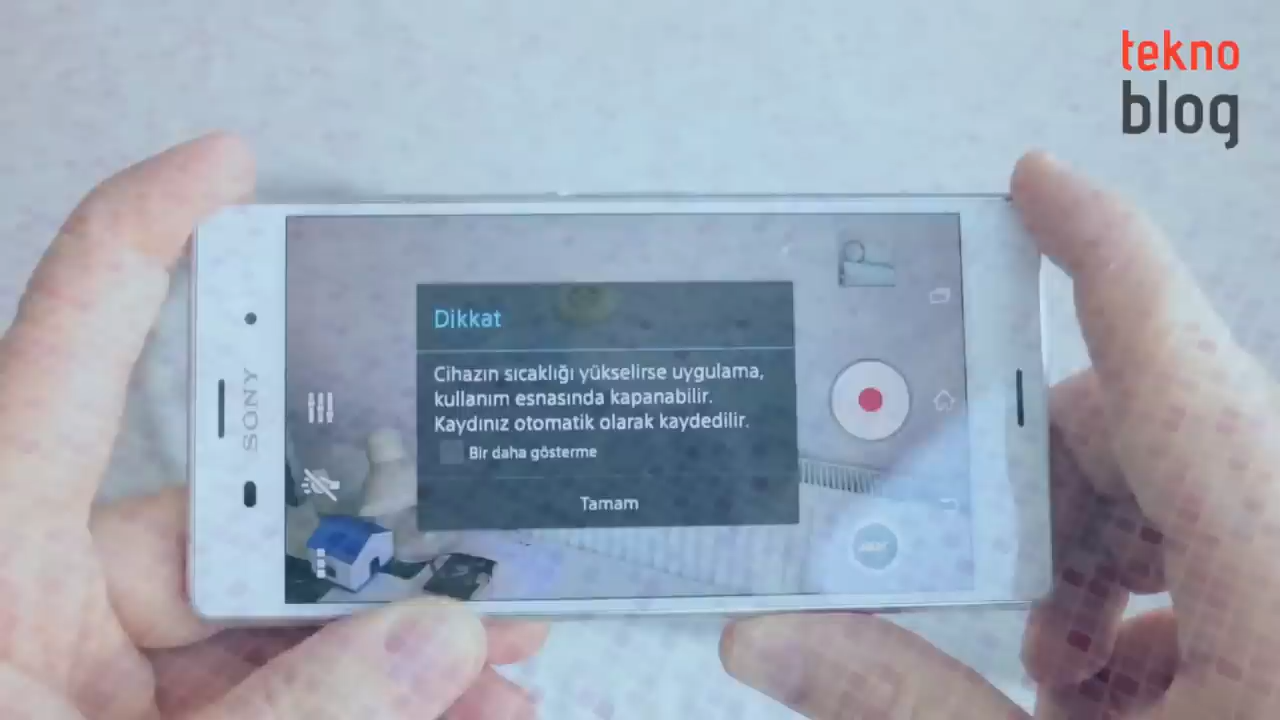 tekno
blog
SONY
Dikkat
Cihazın sıcaklığı yükselirse uygulama,
kullanım esnasında kapanabilir.
Kaydınız otomatik olarak kaydedilir.
Bir daha gösterme
Tamam